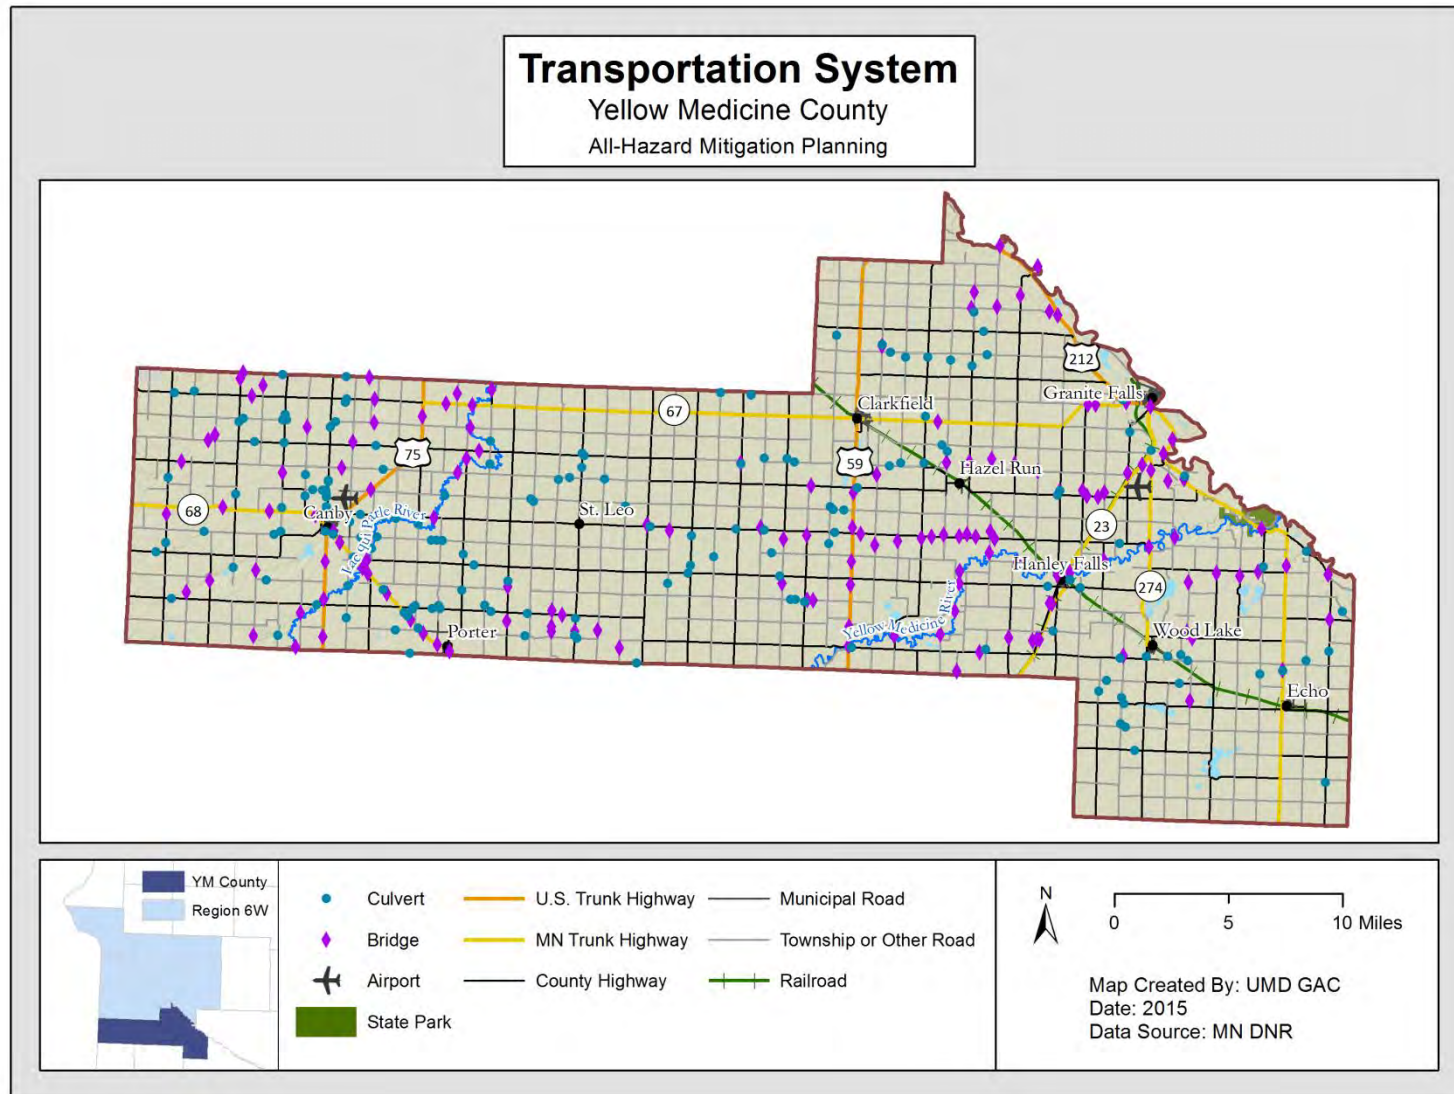 Transportation System
Yellow Medicine County
All-Hazard Mitigation Planning
212
Granite Falls
67
Clarkfield
75
59
Hazel Run
68
Canby
Lac qui Parle River
St. Leo
23
Hanley Falls
274
Yellow Medicine River
Porter
Wood Lake
Echo
YM County
Region 6W
Culvert
Bridge
Airport
State Park
U.S. Trunk Highway
MN Trunk Highway
County Highway
Municipal Road
Township or Other Road
Railroad
N
0 5 10 Miles
Map Created By: UMD GAC
Date: 2015
Data Source: MN DNR